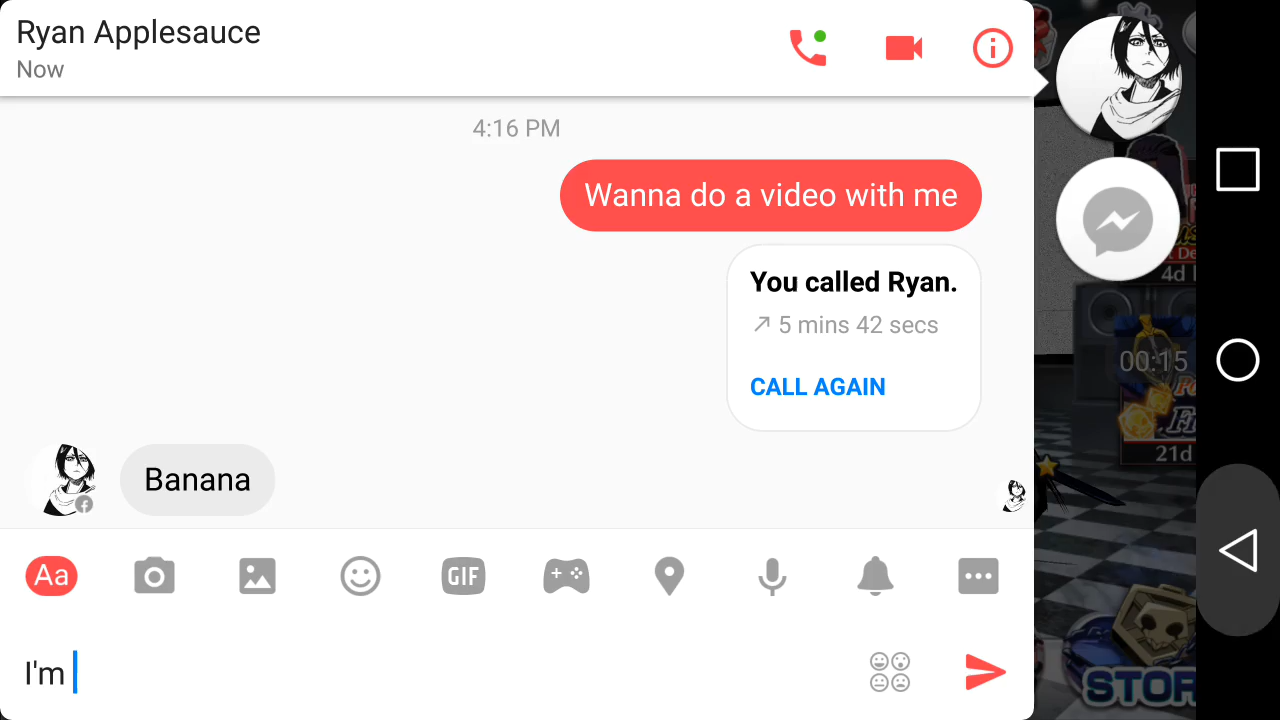 Ryan Applesauce
Now
4:16 PM
Wanna do a video with me
You called Ryan.
5 mins 42 secs
CALL AGAIN
Banana
Aa
GIF
I'm
4d
00:15
21d
STOR